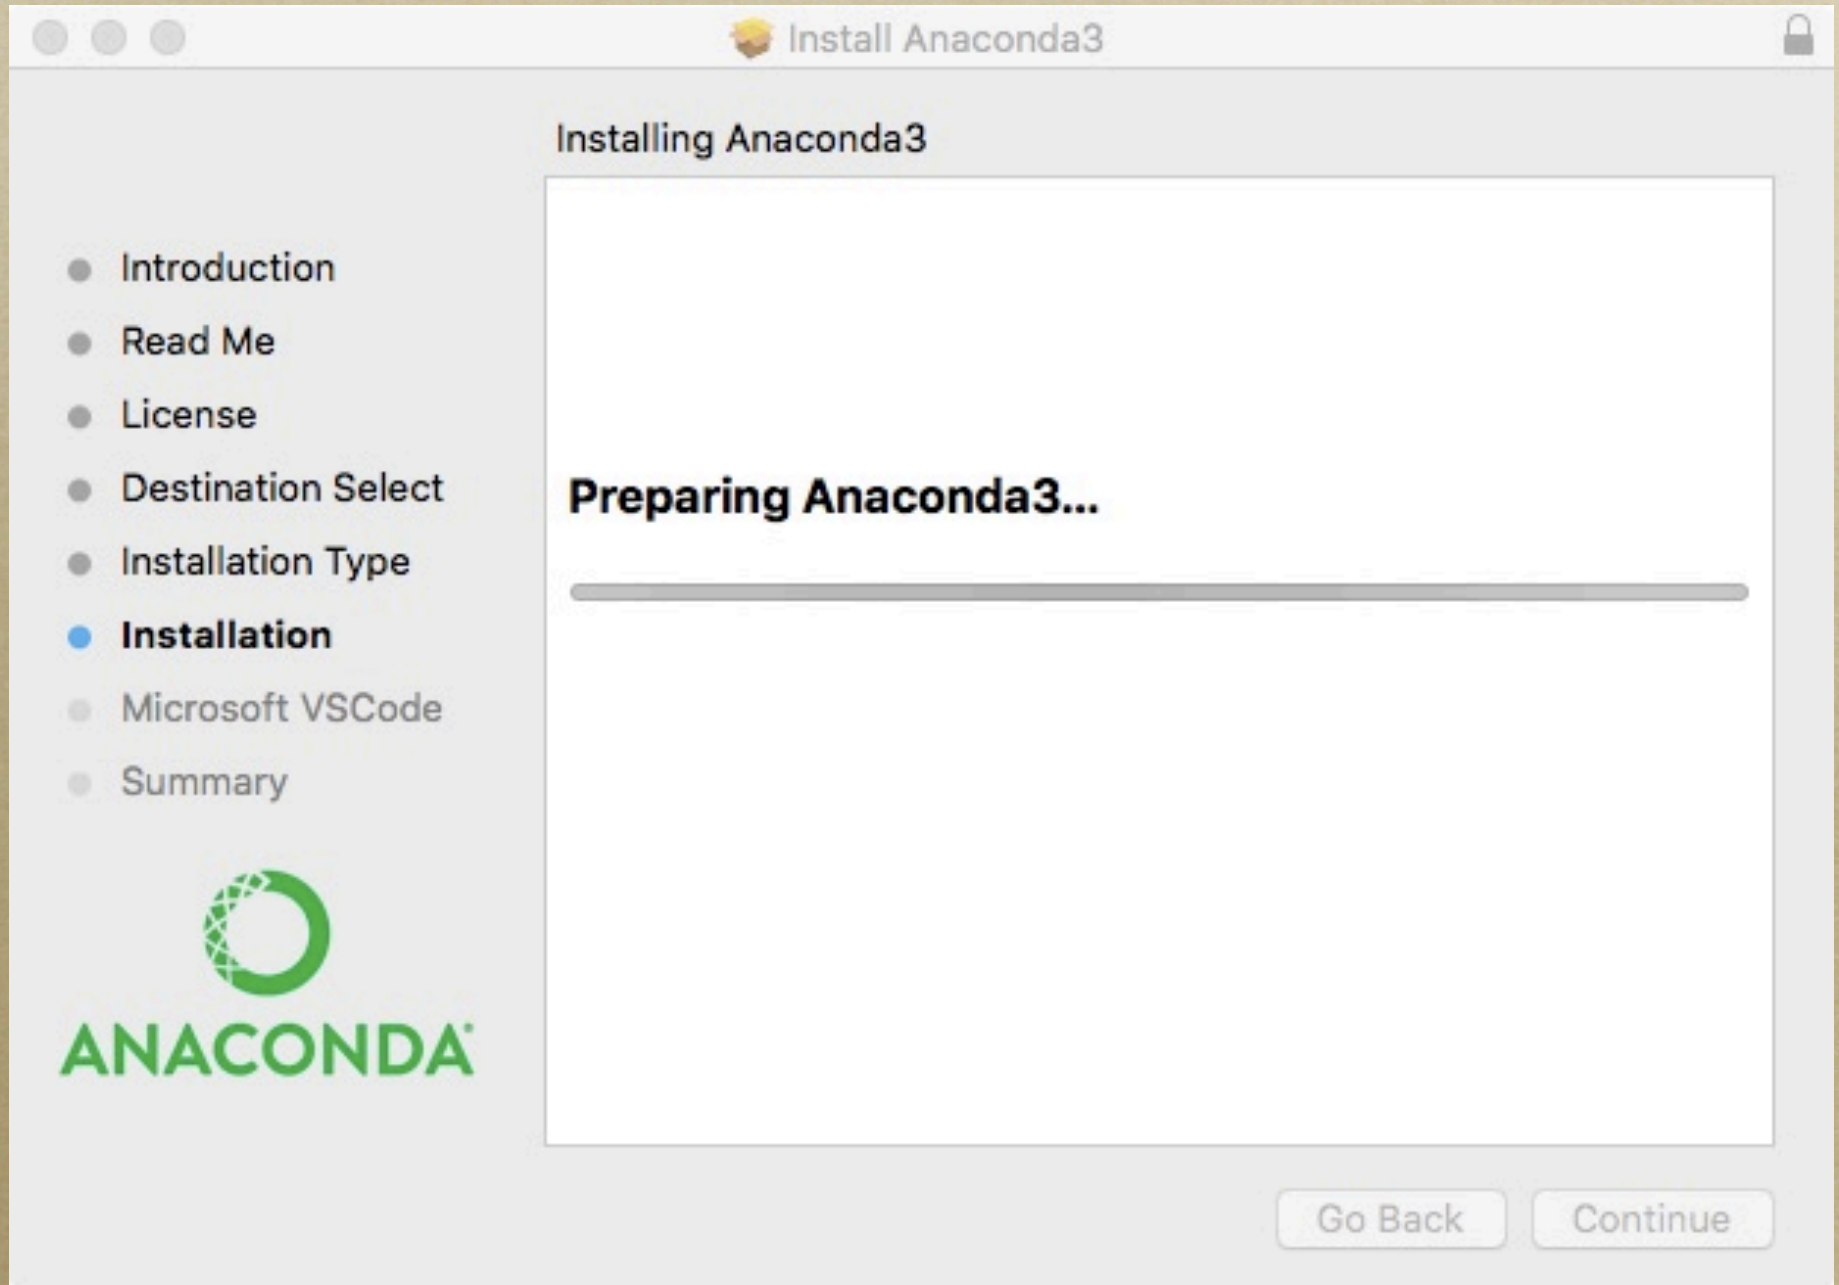 Install Anaconda3
Installing Anaconda3
Introduction
Read Me
License
Destination Select
Installation Type
Installation
Microsoft VSCode
Summary
Preparing Anaconda3...
ANACONDA
Go Back
Continue